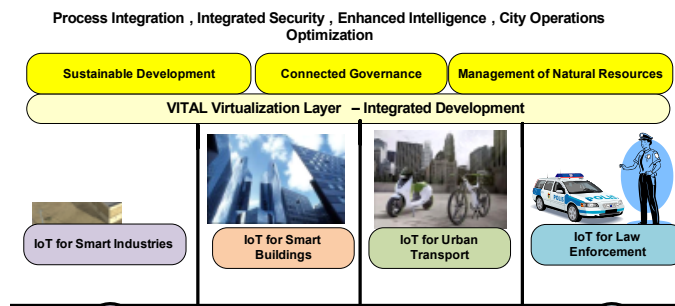 Process Integration , Integrated Security , Enhanced Intelligence , City Operations
Optimization
Sustainable Development
Connected Governance
Management of Natural Resources
VITAL Virtualization Layer – Integrated Development
POLIS
IoT for Smart Industries
IoT for Smart
Buildings
IoT for Urban
Transport
IoT for Law
Enforcement